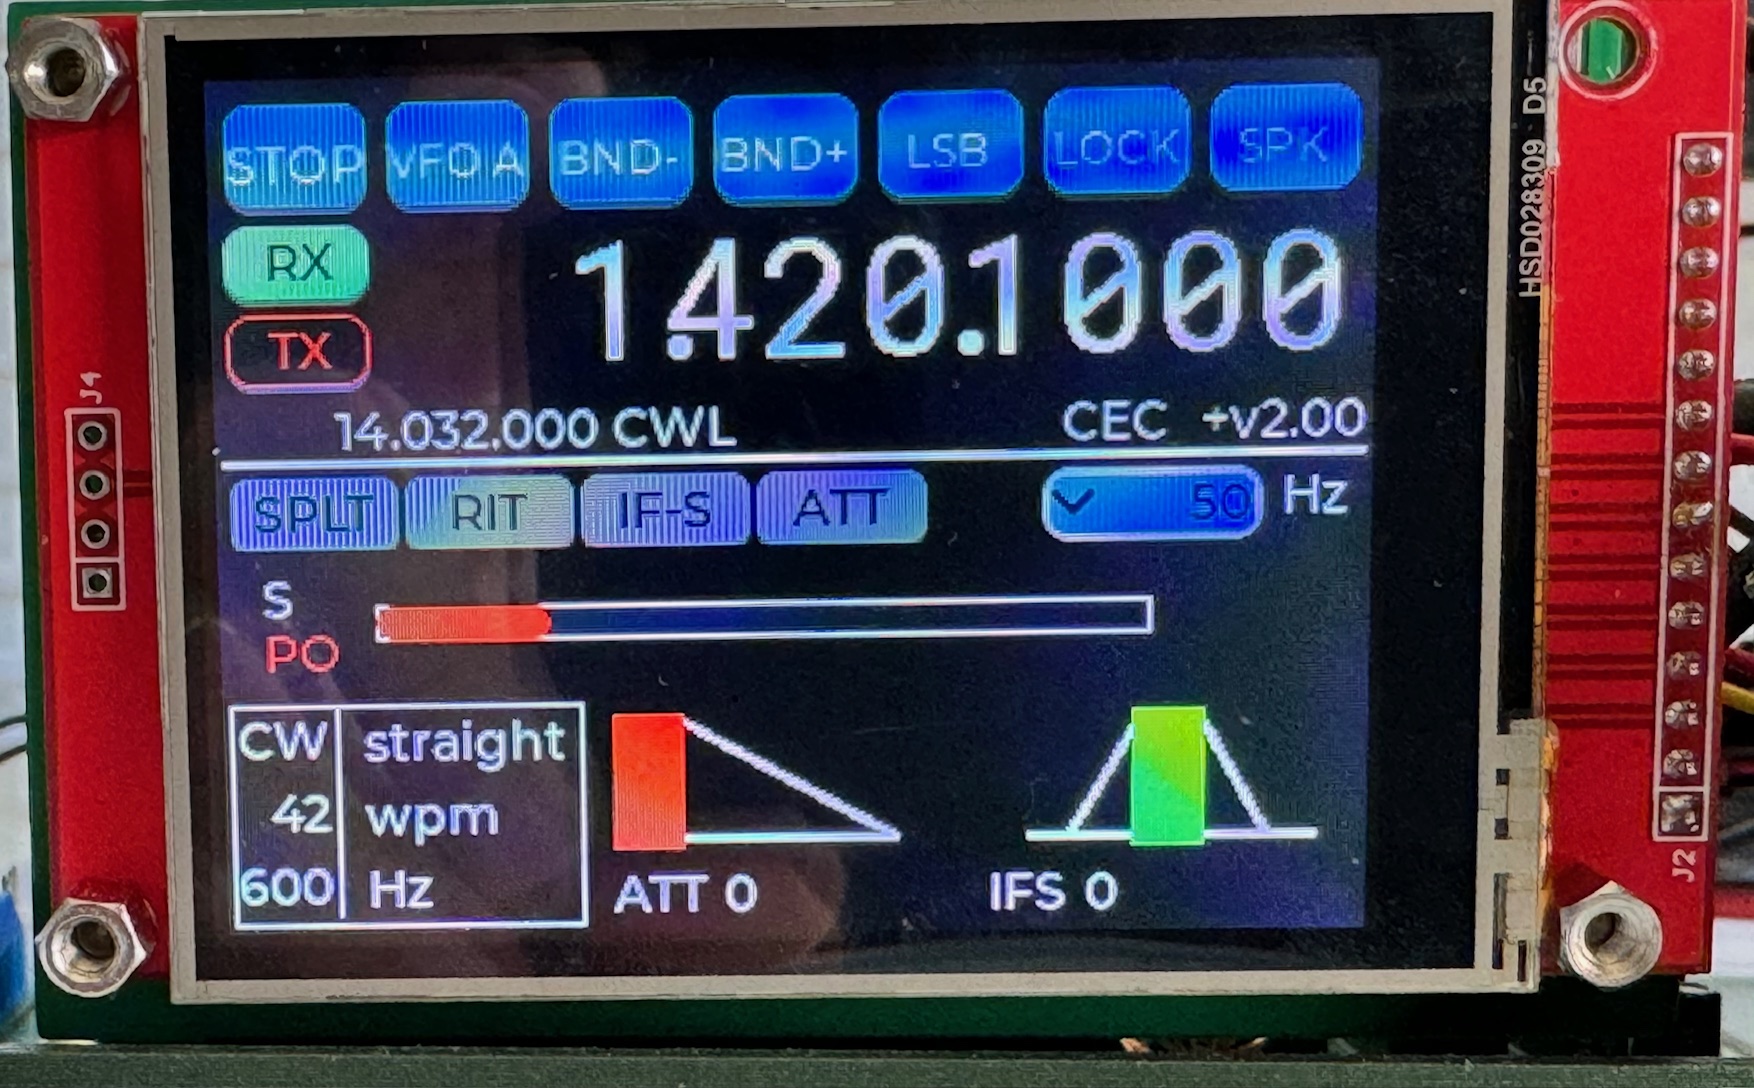 STOP VFO A BND- BND+ LSB LOCK SPK
RX
1.420.1000
TX
14.032.000 CWL CEC +v2.00
SPLT RIT IF-S ATT 50 Hz
S
PO
CW straight
42 wpm
600 Hz
ATT 0 IFS 0
J4
HSD028309 D5
J2